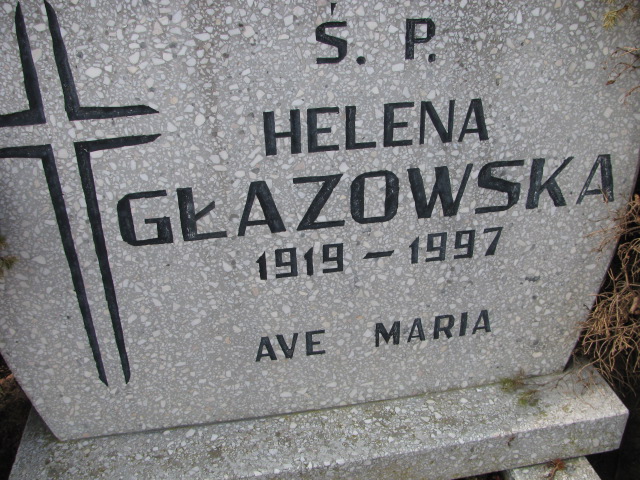 Ś. P.
HELENA
GŁAZOWSKA
1919 - 1997
AVE MARIA